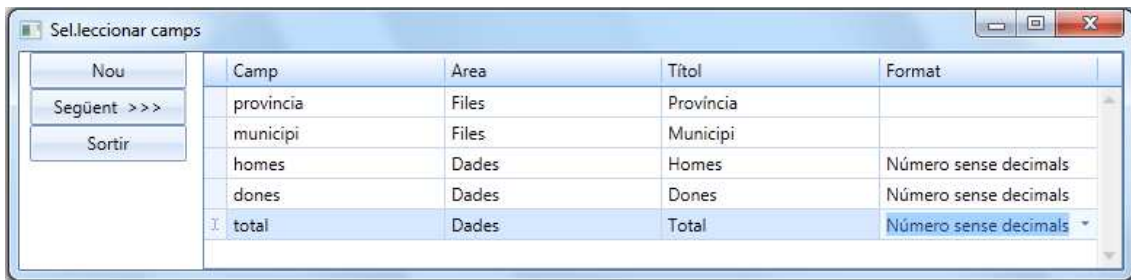 Sel.leccionar camps
Nou
Següent >>>
Sortir
Camp Area Títol Format
provincia Files Província
municipi Files Municipi
homes Dades Homes Número sense decimals
dones Dades Dones Número sense decimals
total Dades Total Número sense decimals